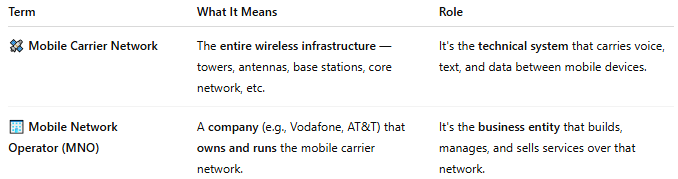 Term What It Means Role
🛰️ Mobile Carrier Network The entire wireless infrastructure — It's the technical system that carries voice,
towers, antennas, base stations, core text, and data between mobile devices.
network, etc.
🏢 Mobile Network A company (e.g., Vodafone, AT&T) that It's the business entity that builds,
Operator (MNO) owns and runs the mobile carrier manages, and sells services over that
network. network.